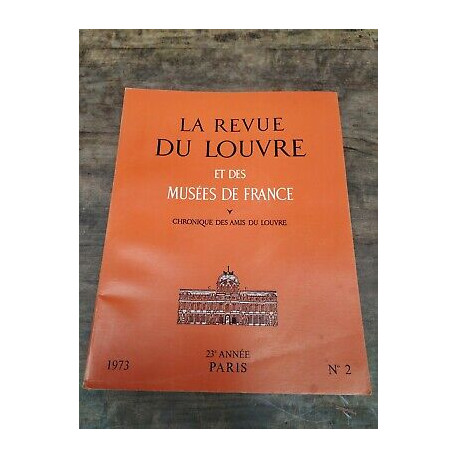 LA REVUE
DU LOUVRE
ET DES
MUSÉES DE FRANCE
CHRONIQUE DES AMIS DU LOUVRE
23e ANNÉE
1973 PARIS No 2